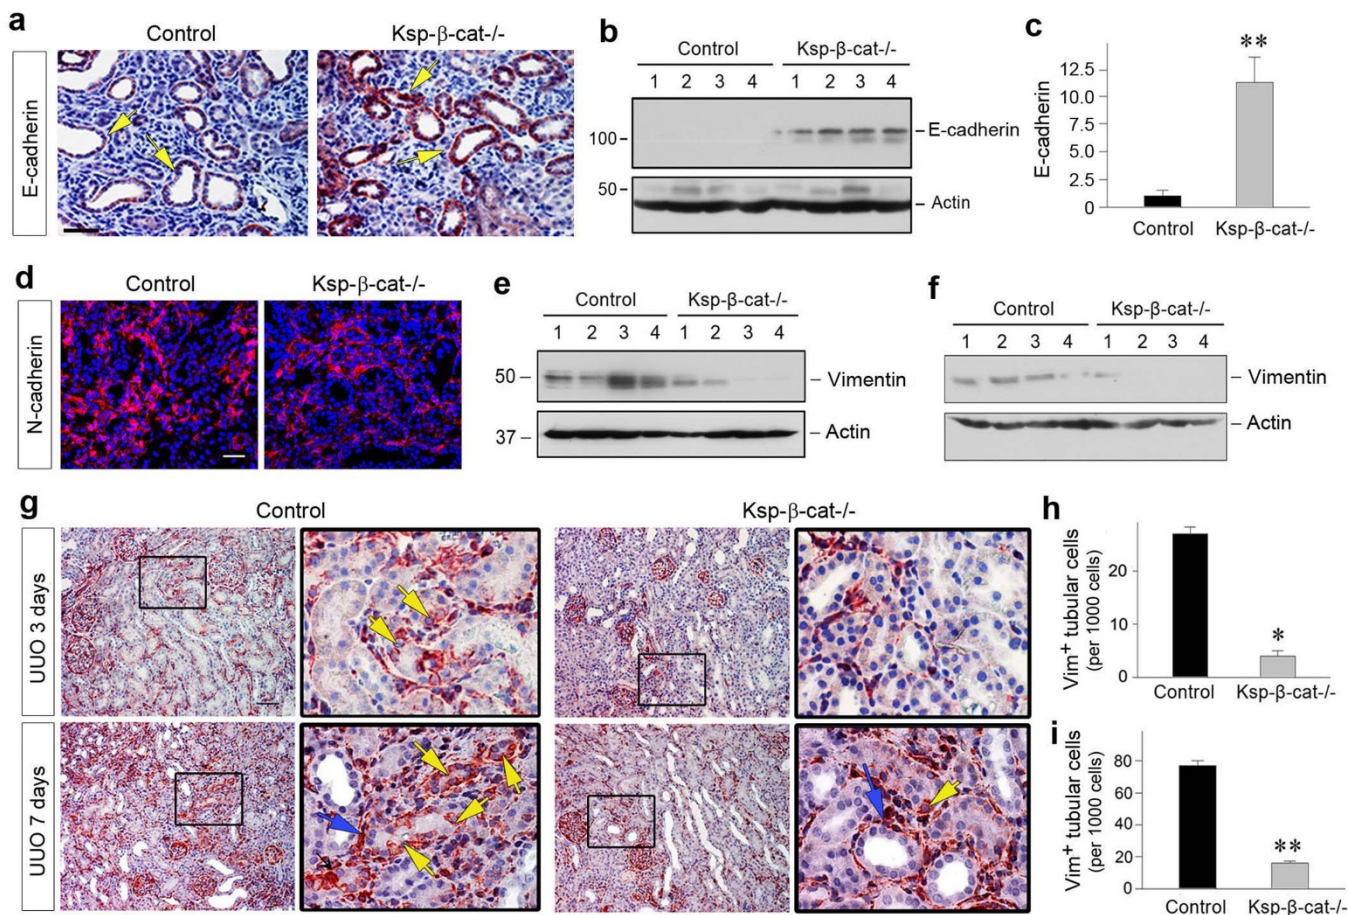 a
Control
Ksp-β-cat-/-
E-cadherin
b
Control Ksp-β-cat-/-
1 2 3 4 1 2 3 4
100 –
– E-cadherin
50 –
– Actin
c
**
12.5
10.0
7.5
5.0
2.5
0
E-cadherin
Control Ksp-β-cat-/-
d
Control
Ksp-β-cat-/-
N-cadherin
e
Control Ksp-β-cat-/-
1 2 3 4 1 2 3 4
50 –
– Vimentin
37 –
– Actin
f
Control Ksp-β-cat-/-
1 2 3 4 1 2 3 4
– Vimentin
– Actin
g
Control
Ksp-β-cat-/-
UUO 3 days
UUO 7 days
h
Vim+ tubular cells
(per 1000 cells)
20
10
0
*
Control Ksp-β-cat-/-
i
Vim+ tubular cells
(per 1000 cells)
80
60
40
20
0
**
Control Ksp-β-cat-/-